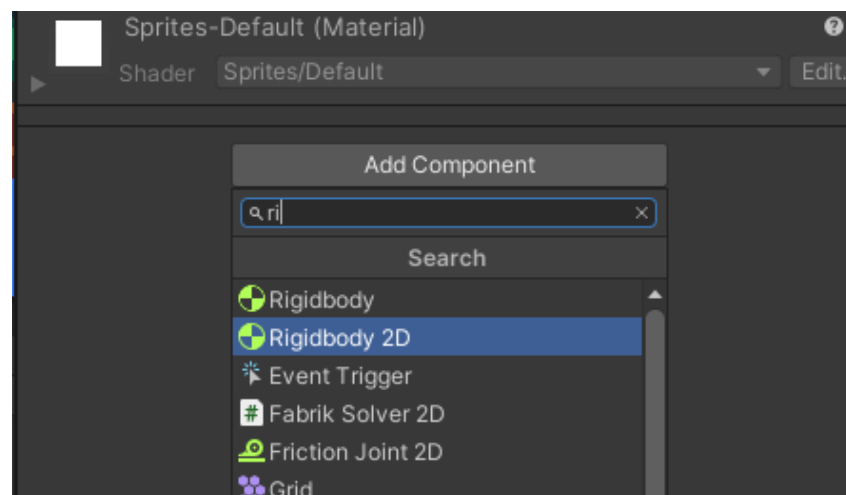 Sprites-Default (Material)
Shader Sprites/Default Edit.
Add Component
ri
Search
Rigidbody
Rigidbody 2D
Event Trigger
Fabrik Solver 2D
Friction Joint 2D
Grid